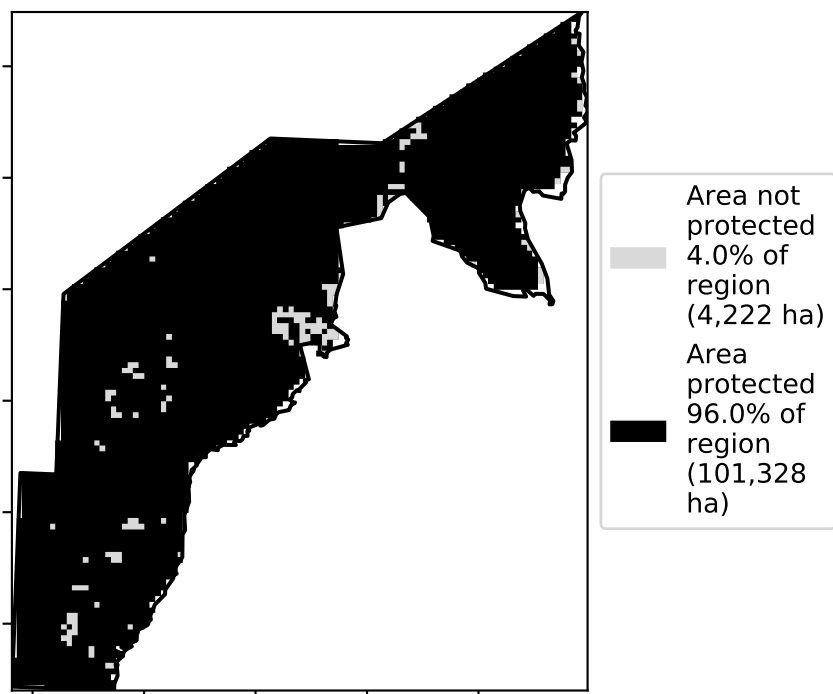 Area not
protected
4.0% of
region
(4,222 ha)
Area
protected
96.0% of
region
(101,328
ha)